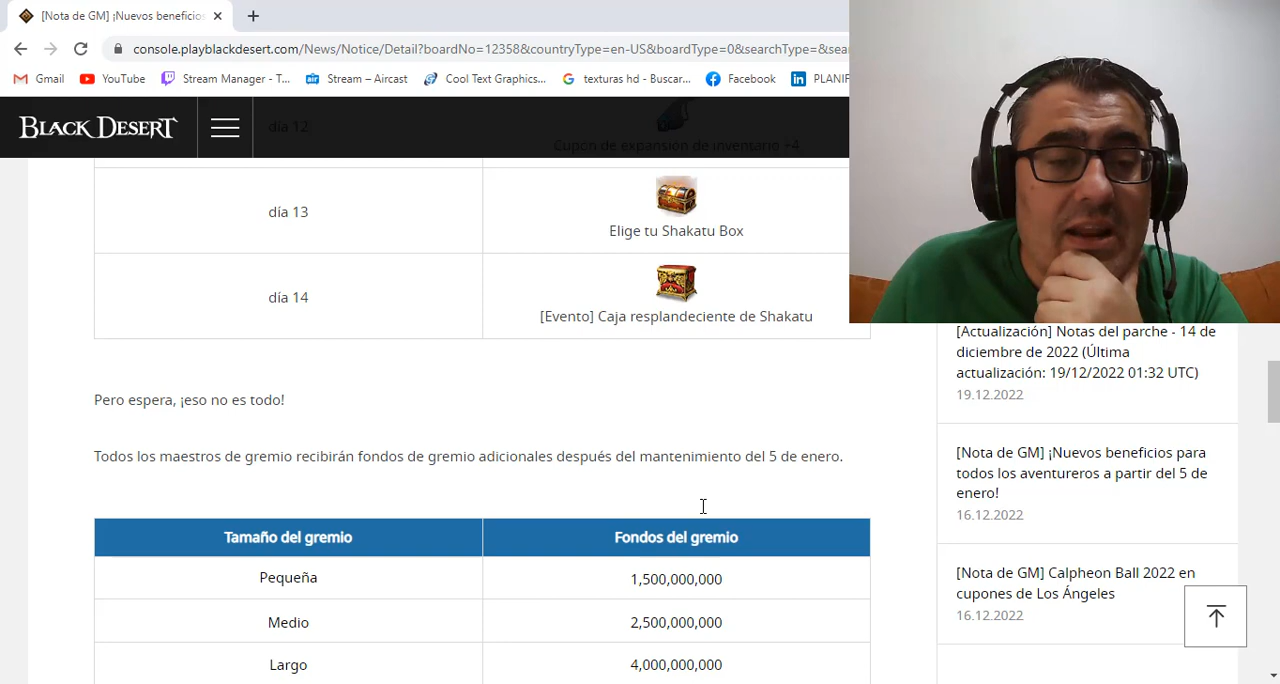 [Nota de GM] ¡Nuevos beneficios
console.playblackdesert.com/News/Notice/Detail?boardNo=12358&countryType=en-US&boardType=0&searchType=&sea
Gmail
YouTube
Stream Manager - T...
Stream – Aircast
Cool Text Graphics...
texturas hd - Buscar...
Facebook
PLANIF
BLACK DESERT
día 12
Cupón de expansión de inventario +4
día 13
Elige tu Shakatu Box
día 14
[Evento] Caja resplandeciente de Shakatu
Pero espera, ¡eso no es todo!
Todos los maestros de gremio recibirán fondos de gremio adicionales después del mantenimiento del 5 de enero.
Tamaño del gremio
Fondos del gremio
Pequeña
1,500,000,000
Medio
2,500,000,000
Largo
4,000,000,000
[Actualización] Notas del parche - 14 de
diciembre de 2022 (Última
actualización: 19/12/2022 01:32 UTC)
19.12.2022
[Nota de GM] ¡Nuevos beneficios para
todos los aventureros a partir del 5 de
enero!
16.12.2022
[Nota de GM] Calpheon Ball 2022 en
cupones de Los Ángeles
16.12.2022